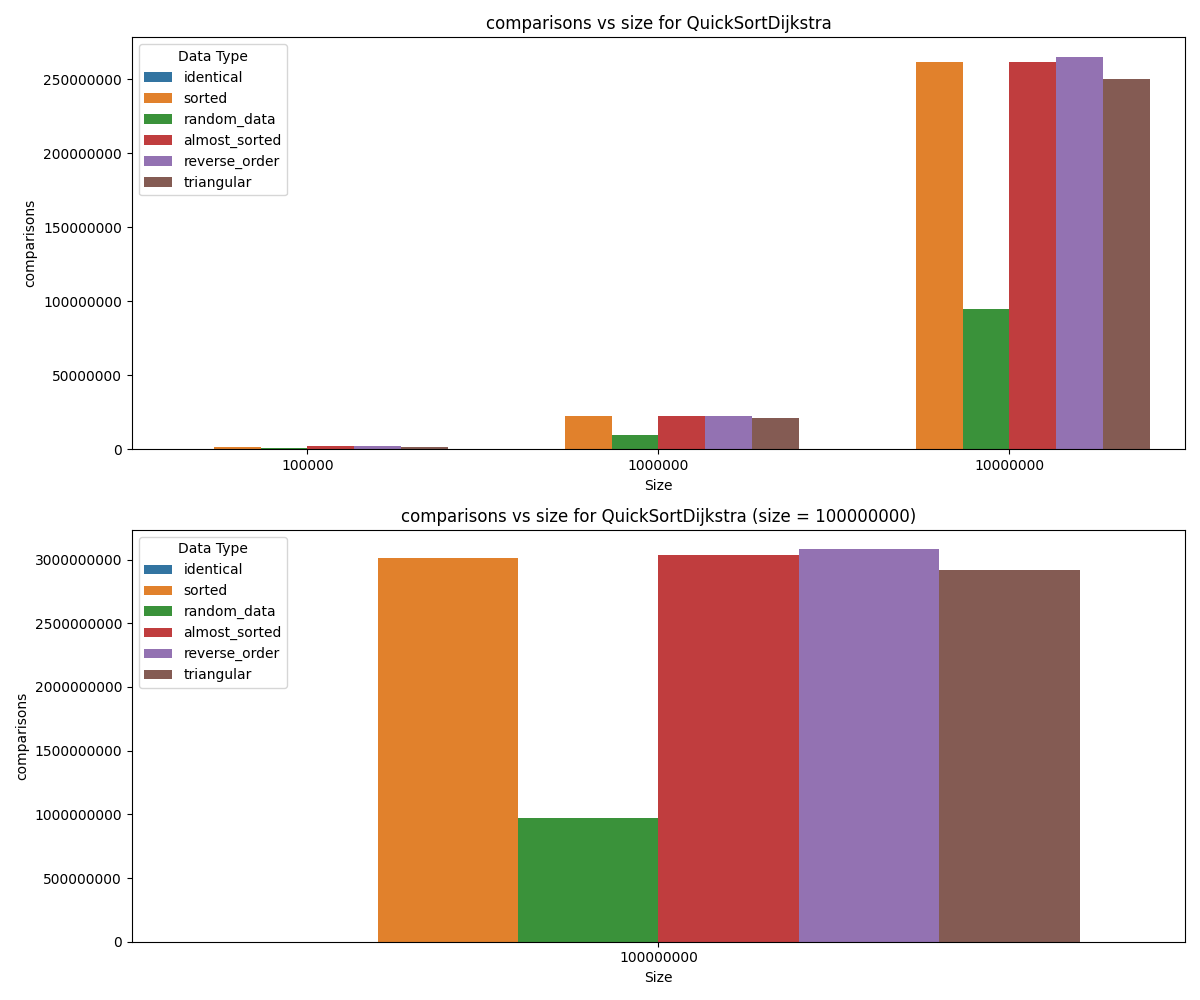 comparisons vs size for QuickSortDijkstra
Data Type
identical
sorted
random_data
almost_sorted
reverse_order
triangular
comparisons
250000000
200000000
150000000
100000000
50000000
0
100000
1000000
10000000
Size
comparisons vs size for QuickSortDijkstra (size = 100000000)
Data Type
identical
sorted
random_data
almost_sorted
reverse_order
triangular
comparisons
3000000000
2500000000
2000000000
1500000000
1000000000
500000000
0
100000000
Size